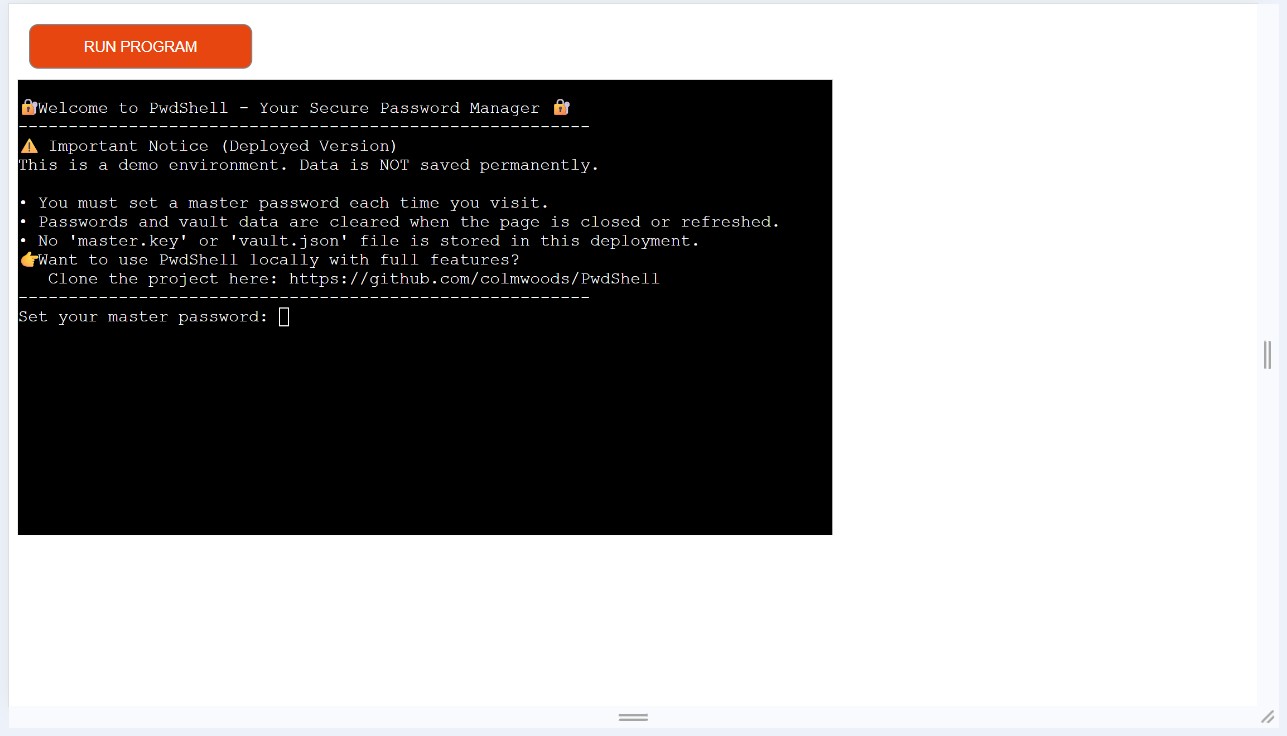 RUN PROGRAM
🔐Welcome to PwdShell - Your Secure Password Manager 🔐
---------------------------------------------------------
⚠️ Important Notice (Deployed Version)
This is a demo environment. Data is NOT saved permanently.
• You must set a master password each time you visit.
• Passwords and vault data are cleared when the page is closed or refreshed.
• No 'master.key' or 'vault.json' file is stored in this deployment.
👉Want to use PwdShell locally with full features?
Clone the project here: https://github.com/colmwoods/PwdShell
---------------------------------------------------------
Set your master password: